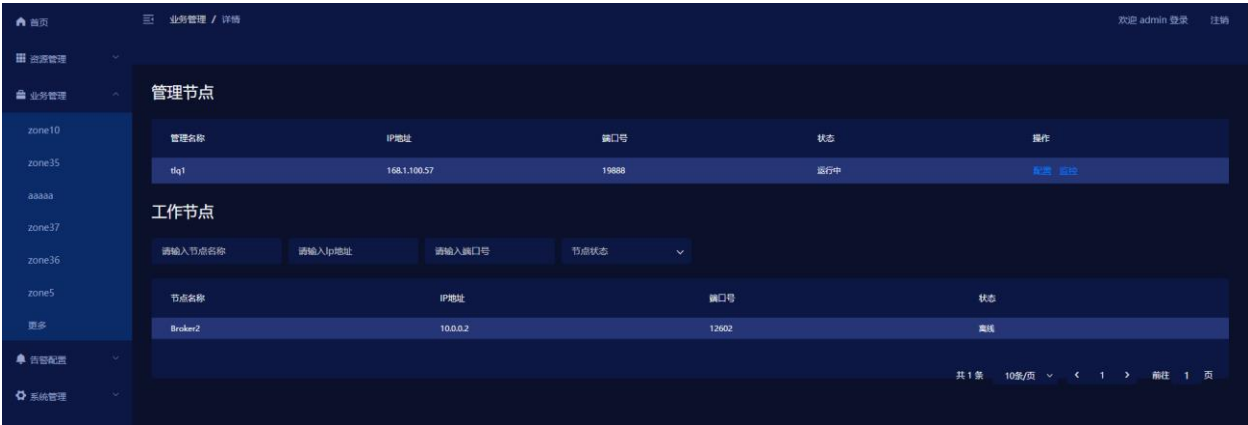 首页
资源管理
业务管理
zone10
zone35
aaaaa
zone37
zone36
zone5
更多
告警配置
系统管理
业务管理 / 详情
欢迎 admin 登录 注销
管理节点
管理名称 IP地址 端口号 状态 操作
tlq1 168.1.100.57 19888 运行中 配置 监控
工作节点
请输入节点名称 请输入Ip地址 请输入端口号 节点状态
节点名称 IP地址 端口号 状态
Broker2 10.0.0.2 12602 离线
共 1 条 10条/页 1 前往 1 页